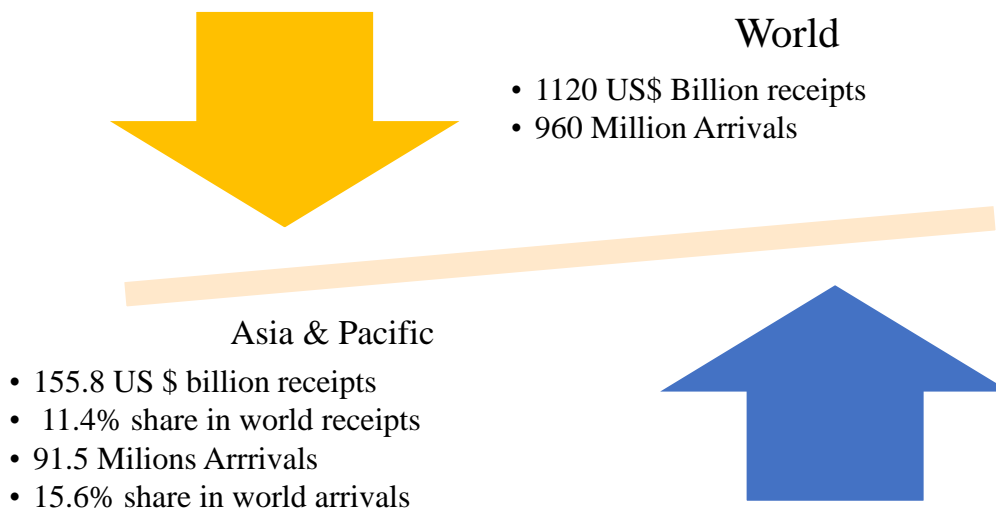 World
• 1120 US$ Billion receipts
• 960 Million Arrivals
Asia & Pacific
• 155.8 US $ billion receipts
• 11.4% share in world receipts
• 91.5 Milions Arrrivals
• 15.6% share in world arrivals